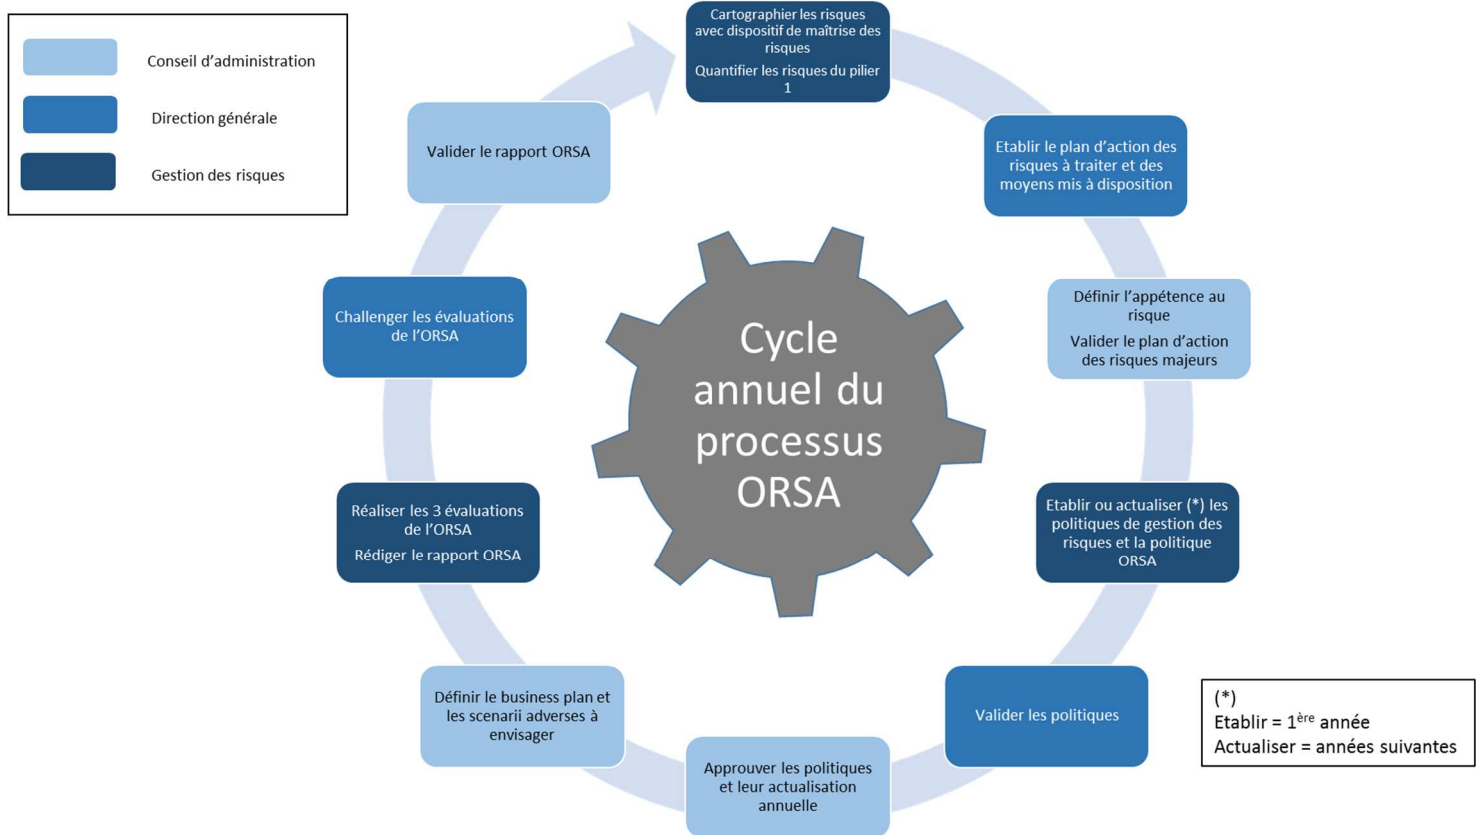 Conseil d’administration
Direction générale
Gestion des risques
Cartographier les risques
avec dispositif de maîtrise des
risques
Quantifier les risques du pilier
1
Etablir le plan d’action des
risques à traiter et des
moyens mis à disposition
Définir l’appétence au
risque
Valider le plan d’action
des risques majeurs
Etablir ou actualiser (*) les
politiques de gestion des
risques et la politique
ORSA
Valider les politiques
Approuver les politiques
et leur actualisation
annuelle
Définir le business plan et
les scenarii adverses à
envisager
Réaliser les 3 évaluations
de l’ORSA
Rédiger le rapport ORSA
Challenger les évaluations
de l’ORSA
Valider le rapport ORSA
Cycle
annuel du
processus
ORSA
(*)
Etablir = 1ère année
Actualiser = années suivantes